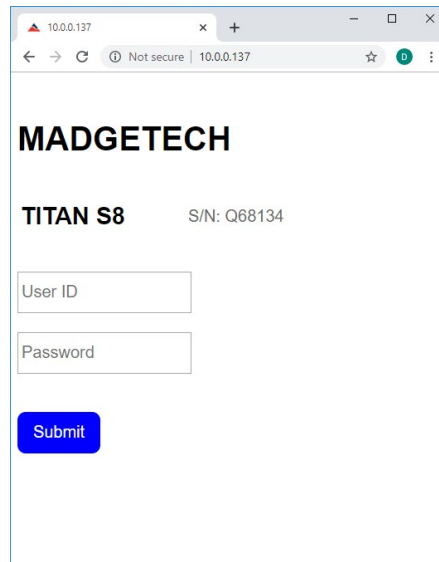 10.0.0.137
Not secure | 10.0.0.137
D
MADGETECH
TITAN S8 S/N: Q68134
User ID
Password
Submit